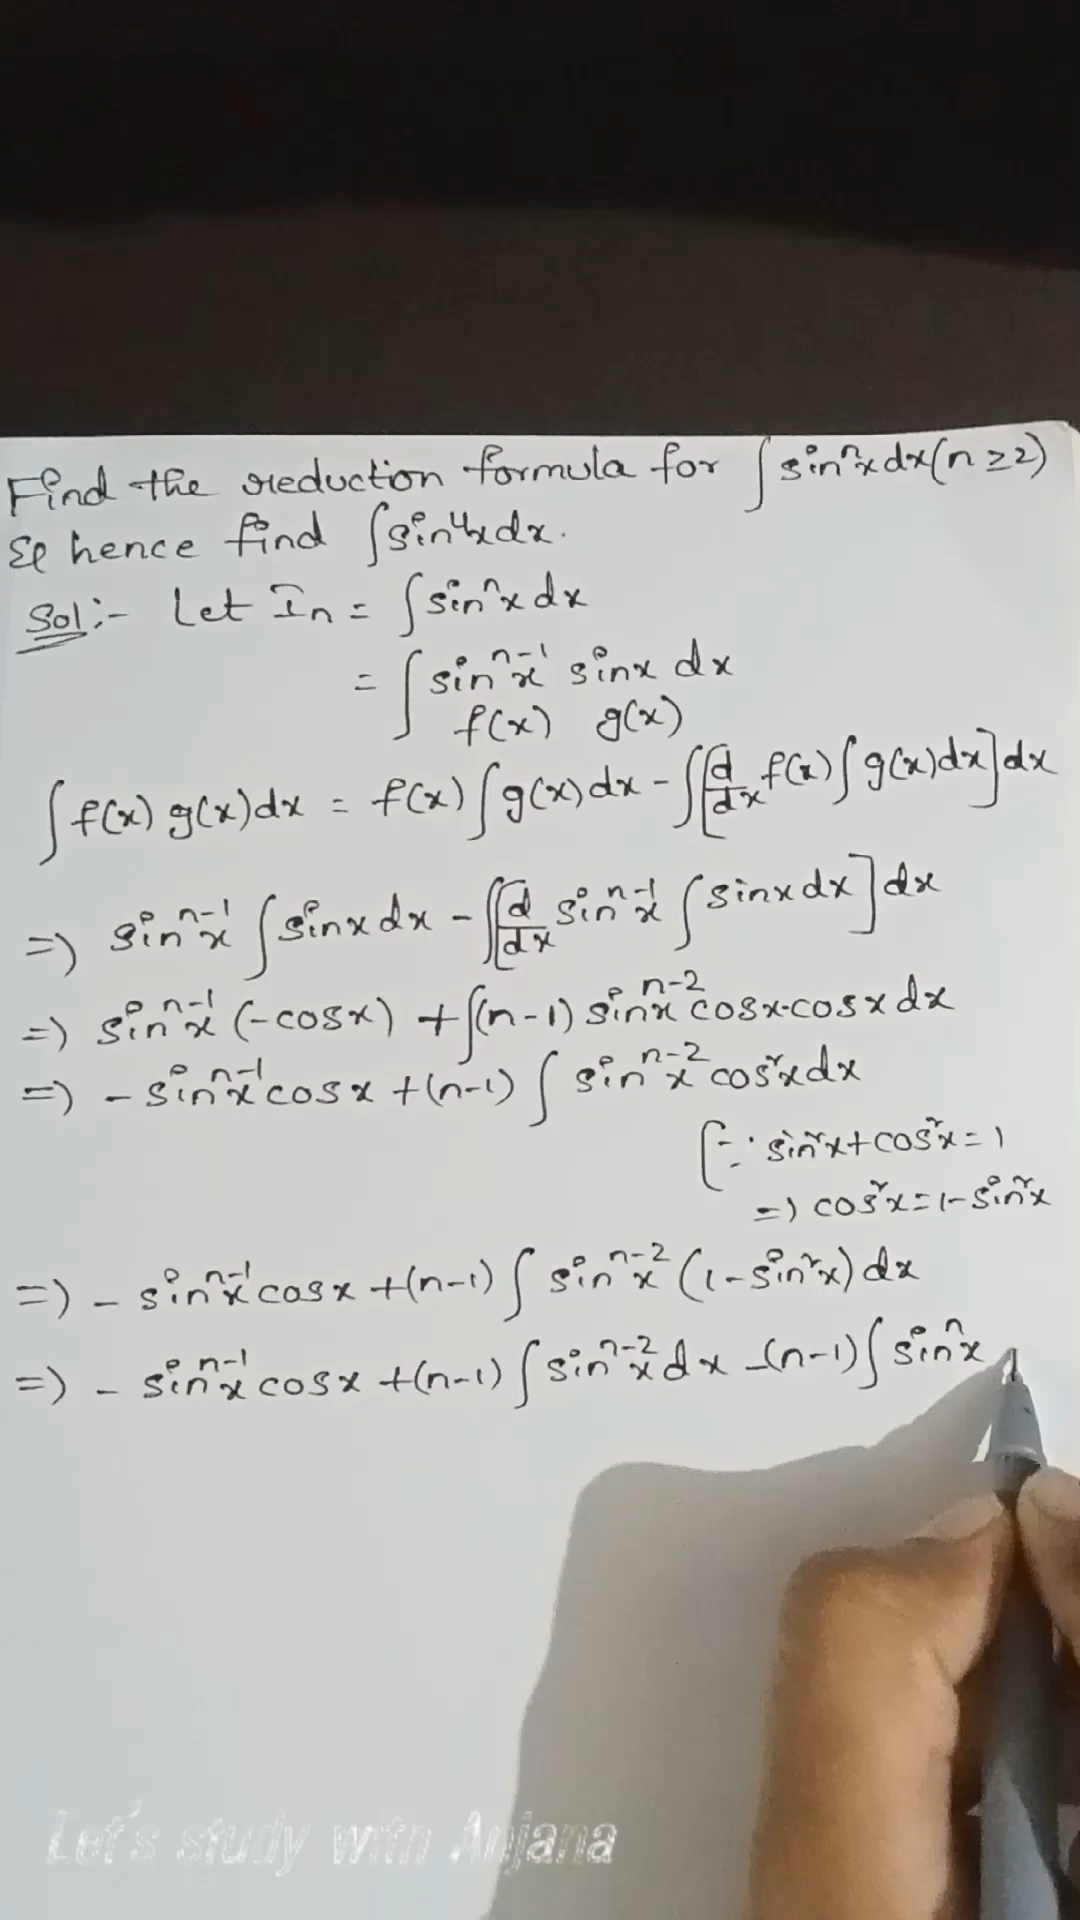 Find the reduction formula for ∫ sinⁿx dx (n ≥ 2)
& hence find ∫ sin⁴x dx.
Sol:- Let Iₙ = ∫ sinⁿx dx
= ∫ sinⁿ⁻¹x sinx dx
f(x) g(x)
∫ f(x) g(x) dx = f(x) ∫ g(x) dx - ∫[d/dx f(x) ∫ g(x) dx] dx
=) sinⁿ⁻¹x ∫ sinx dx - ∫[d/dx sinⁿ⁻¹x ∫ sinx dx] dx
=) sinⁿ⁻¹x (-cosx) + ∫(n-1) sinⁿ⁻²x cosx·cosx dx
=) - sinⁿ⁻¹x cosx + (n-1) ∫ sinⁿ⁻²x cos²x dx
[∵ sin²x + cos²x = 1
=) cos²x = 1 - sin²x
=) - sinⁿ⁻¹x cosx + (n-1) ∫ sinⁿ⁻²x (1 - sin²x) dx
=) - sinⁿ⁻¹x cosx + (n-1) ∫ sinⁿ⁻²x dx - (n-1) ∫ sinⁿx
Let's study with Anjana